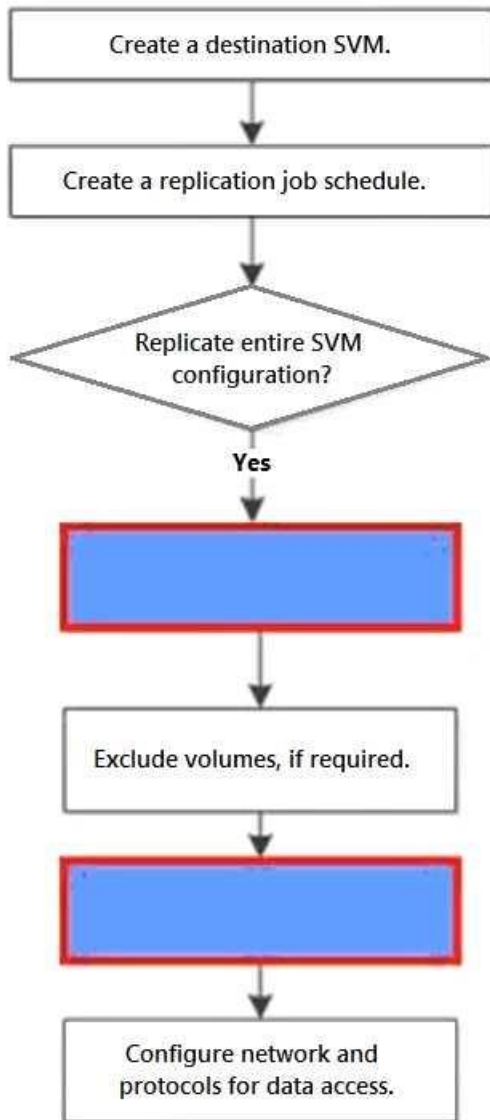 Create a destination SVM.
Create a replication job schedule.
Replicate entire SVM
configuration?
Yes
Exclude volumes, if required.
Configure network and
protocols for data access.